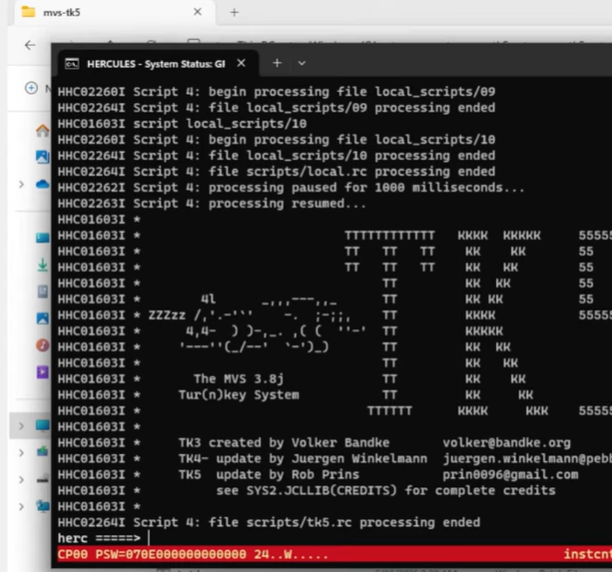 mvs-tk5
HERCULES - System Status: G
HHC02260I Script 4: begin processing file local_scripts/09
HHC02264I Script 4: file local_scripts/09 processing ended
HHC01603I script local_scripts/10
HHC02260I Script 4: begin processing file local_scripts/10
HHC02264I Script 4: file local_scripts/10 processing ended
HHC02264I Script 4: file scripts/local.rc processing ended
HHC02262I Script 4: processing paused for 1000 milliseconds...
HHC02263I Script 4: processing resumed...
HHC01603I *
HHC01603I *                           TTTTTTTTTTTT   KKKK  KKKKK     55555
HHC01603I *                           TT   TT   TT    KK    KK       55
HHC01603I *                           TT   TT   TT    KK   KK        55
HHC01603I *                                TT         KK  KK         55
HHC01603I *        4l      _,,,---,,_      TT         KK KK          55
HHC01603I * ZZZzz /,'.-'`'    -.  ;-;;,    TT         KKKK           55555
HHC01603I *      4,4-  ) )-,_. ,( (  ''-'  TT         KKKKK
HHC01603I *     '---''(_/--'  `-')_)       TT         KK  KK
HHC01603I *                                TT         KK   KK
HHC01603I *       The MVS 3.8j             TT         KK    KK
HHC01603I *     Tur(n)key System           TT         KK     KK
HHC01603I *                              TTTTTT      KKKK     KKK    55555
HHC01603I *
HHC01603I *     TK3 created by Volker Bandke       volker@bandke.org
HHC01603I *     TK4- update by Juergen Winkelmann  juergen.winkelmann@peb
HHC01603I *     TK5  update by Rob Prins           prin0096@gmail.com
HHC01603I *          see SYS2.JCLLIB(CREDITS) for complete credits
HHC01603I *
HHC02264I Script 4: file scripts/tk5.rc processing ended
herc =====>
CP00 PSW=070E000000000000 24..W..... instcnt